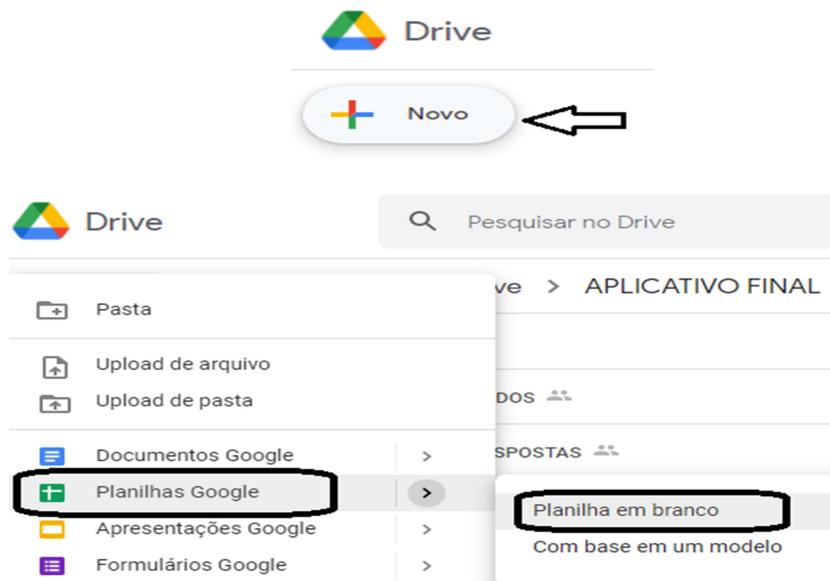 Drive
Novo
Drive
Pesquisar no Drive
ve > APLICATIVO FINAL
Pasta
Upload de arquivo
Upload de pasta
DOS
Documentos Google >
SPOSTAS
Planilhas Google >
Planilha em branco
Apresentações Google >
Com base em um modelo
Formulários Google >